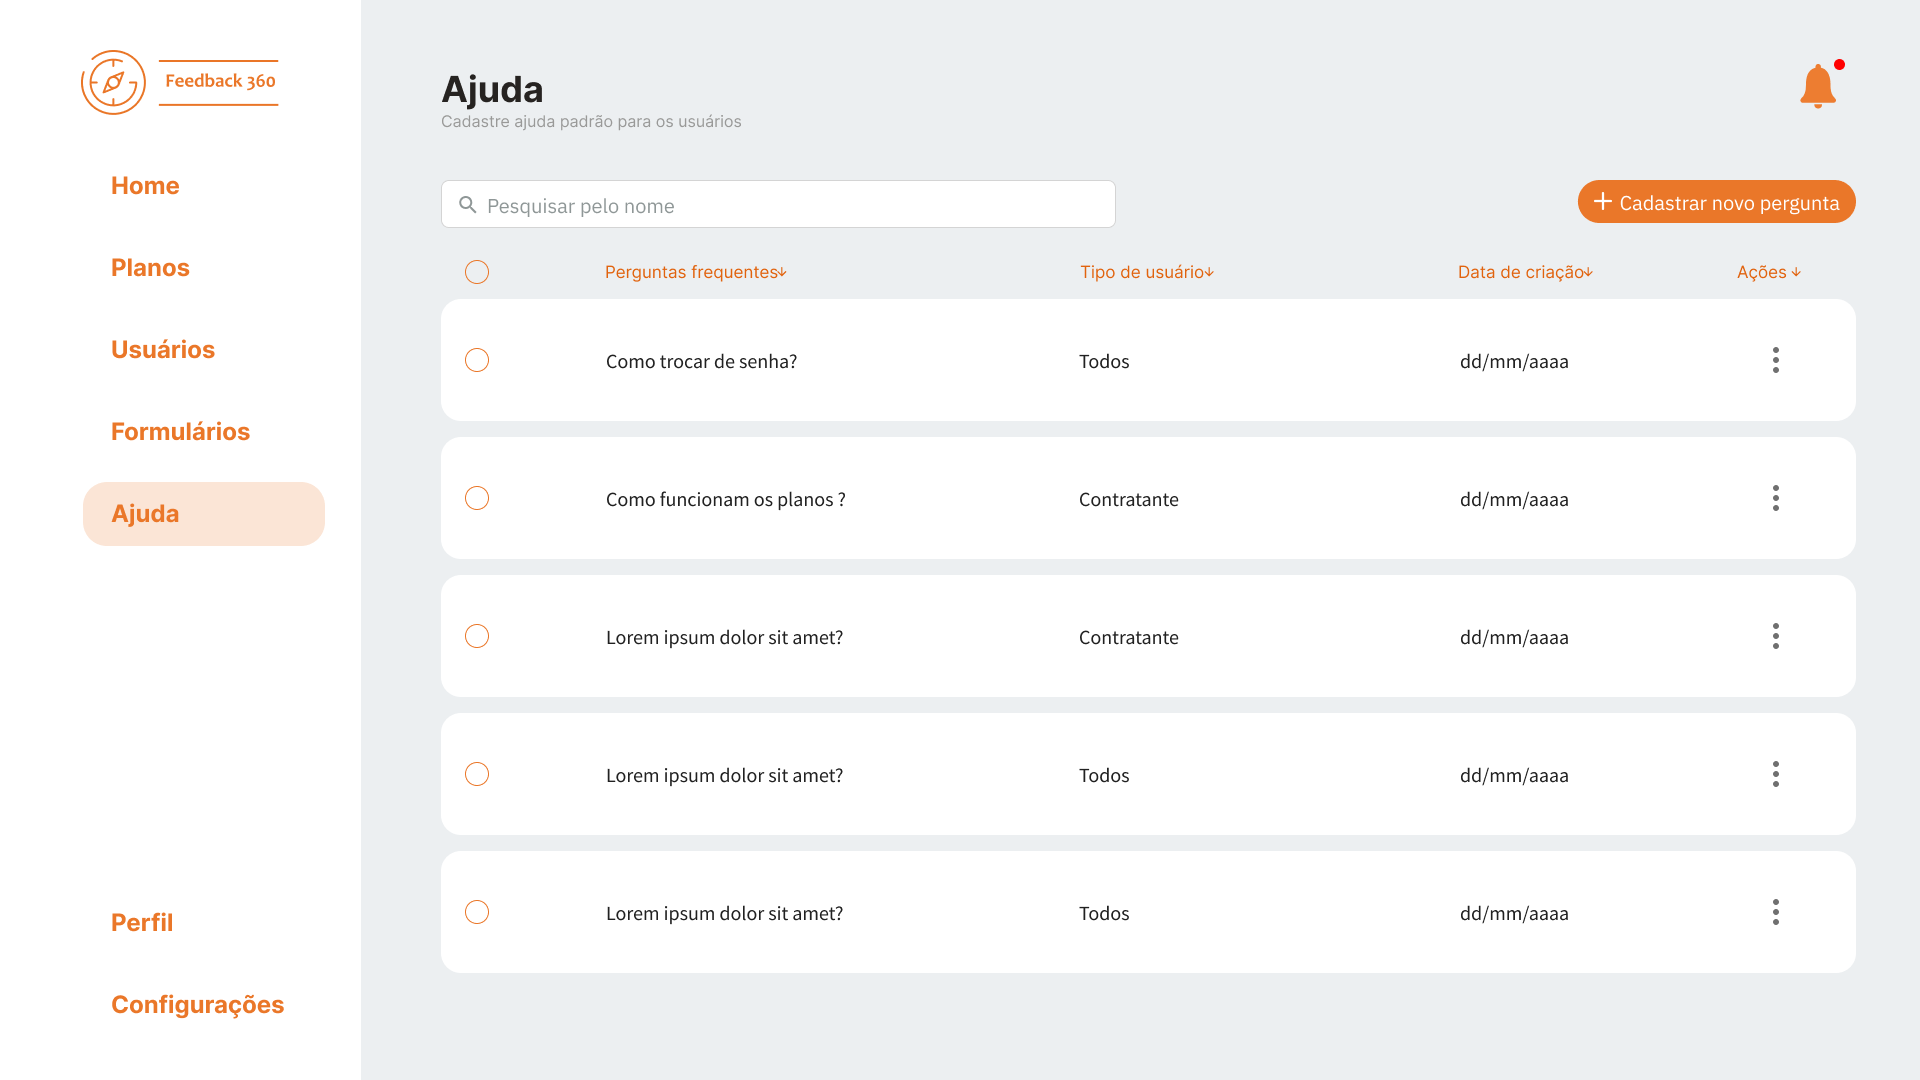 Feedback 360
Home
Planos
Usuários
Formulários
Ajuda
Perfil
Configurações
Ajuda
Cadastre ajuda padrão para os usuários
Pesquisar pelo nome
Cadastrar novo pergunta
Perguntas frequentes Tipo de usuário Data de criação Ações
Como trocar de senha? Todos dd/mm/aaaa
Como funcionam os planos ? Contratante dd/mm/aaaa
Lorem ipsum dolor sit amet? Contratante dd/mm/aaaa
Lorem ipsum dolor sit amet? Todos dd/mm/aaaa
Lorem ipsum dolor sit amet? Todos dd/mm/aaaa